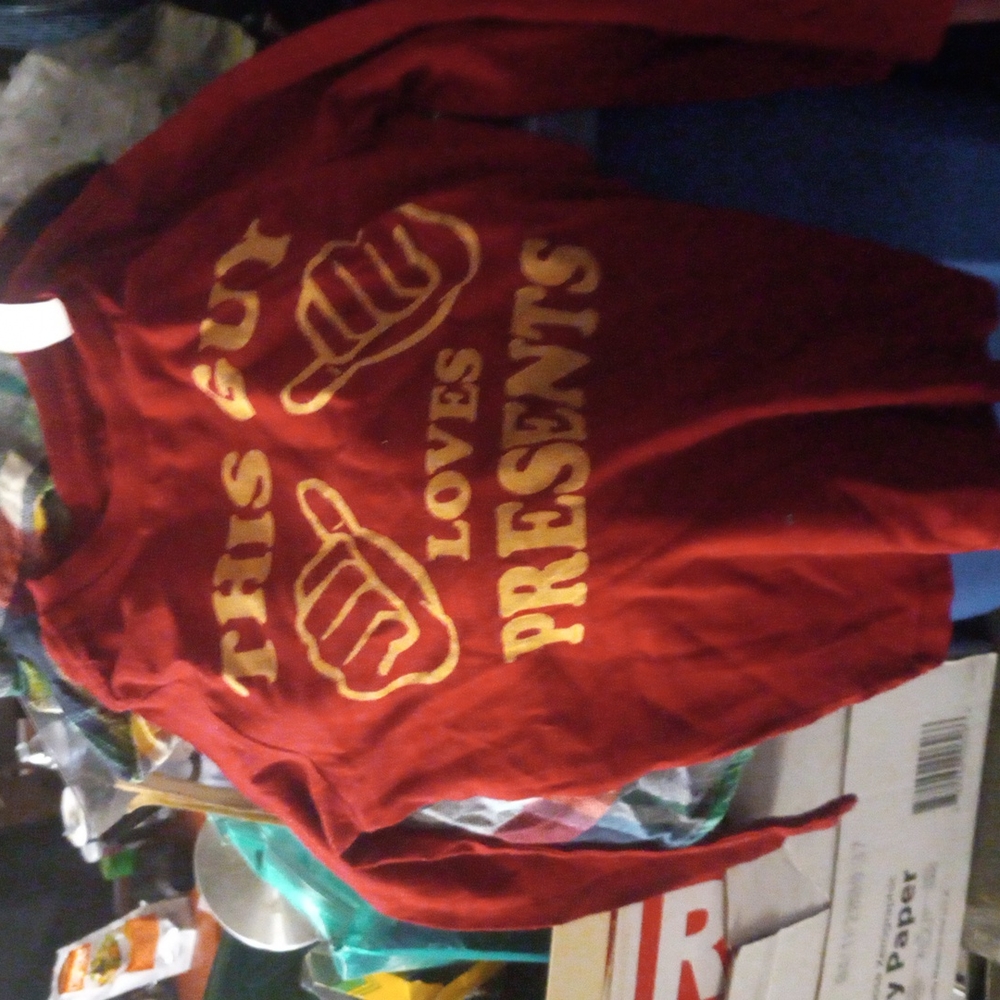 THIS GUY
LOVES
PRESENTS
R
y Paper